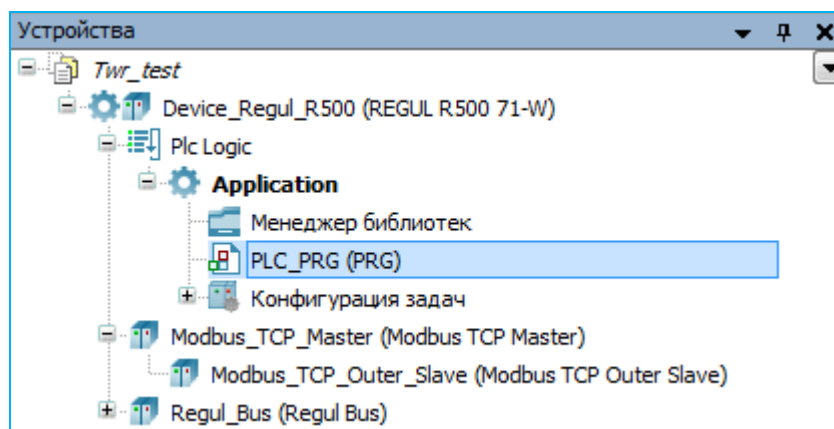 Устройства
Twr_test
Device_Regul_R500 (REGUL R500 71-W)
Plc Logic
Application
Менеджер библиотек
PLC_PRG (PRG)
Конфигурация задач
Modbus_TCP_Master (Modbus TCP Master)
Modbus_TCP_Outer_Slave (Modbus TCP Outer Slave)
Regul_Bus (Regul Bus)